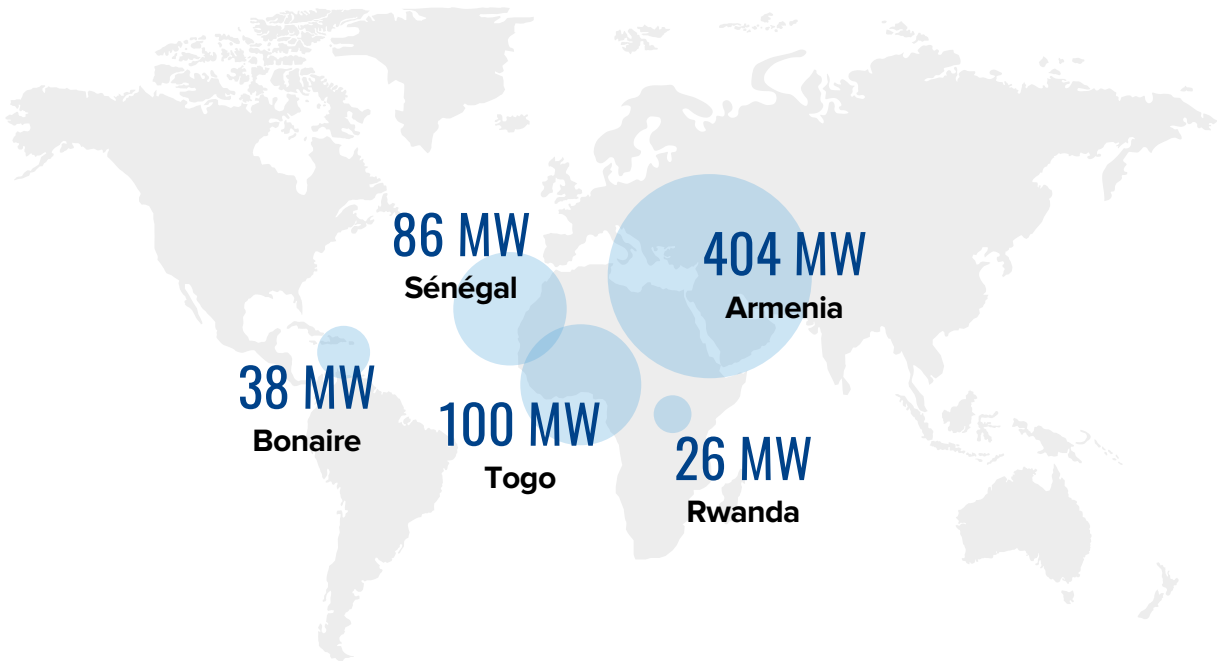 86 MW
Sénégal
404 MW
Armenia
38 MW
Bonaire
100 MW
Togo
26 MW
Rwanda